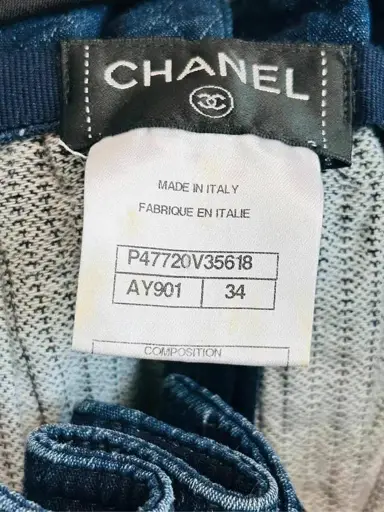 CHANEL
MADE IN ITALY
FABRIQUE EN ITALIE
P47720V35618
AY901 34
COMPOSITION